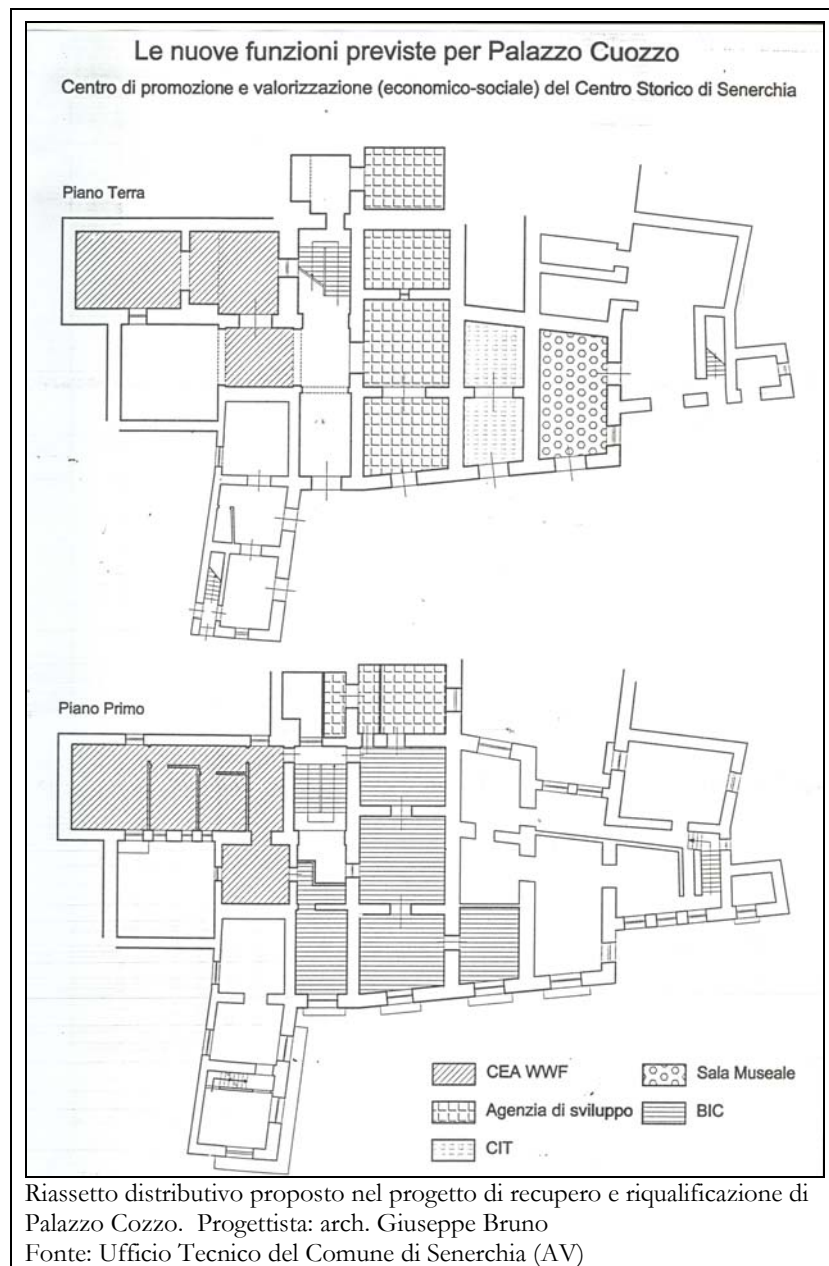 Le nuove funzioni previste per Palazzo Cuozzo
Centro di promozione e valorizzazione (economico-sociale) del Centro Storico di Senerchia
Piano Terra
Piano Primo
CEA WWF
Sala Museale
Agenzia di sviluppo
BIC
CIT
Riassetto distributivo proposto nel progetto di recupero e riqualificazione di
Palazzo Cozzo. Progettista: arch. Giuseppe Bruno
Fonte: Ufficio Tecnico del Comune di Senerchia (AV)